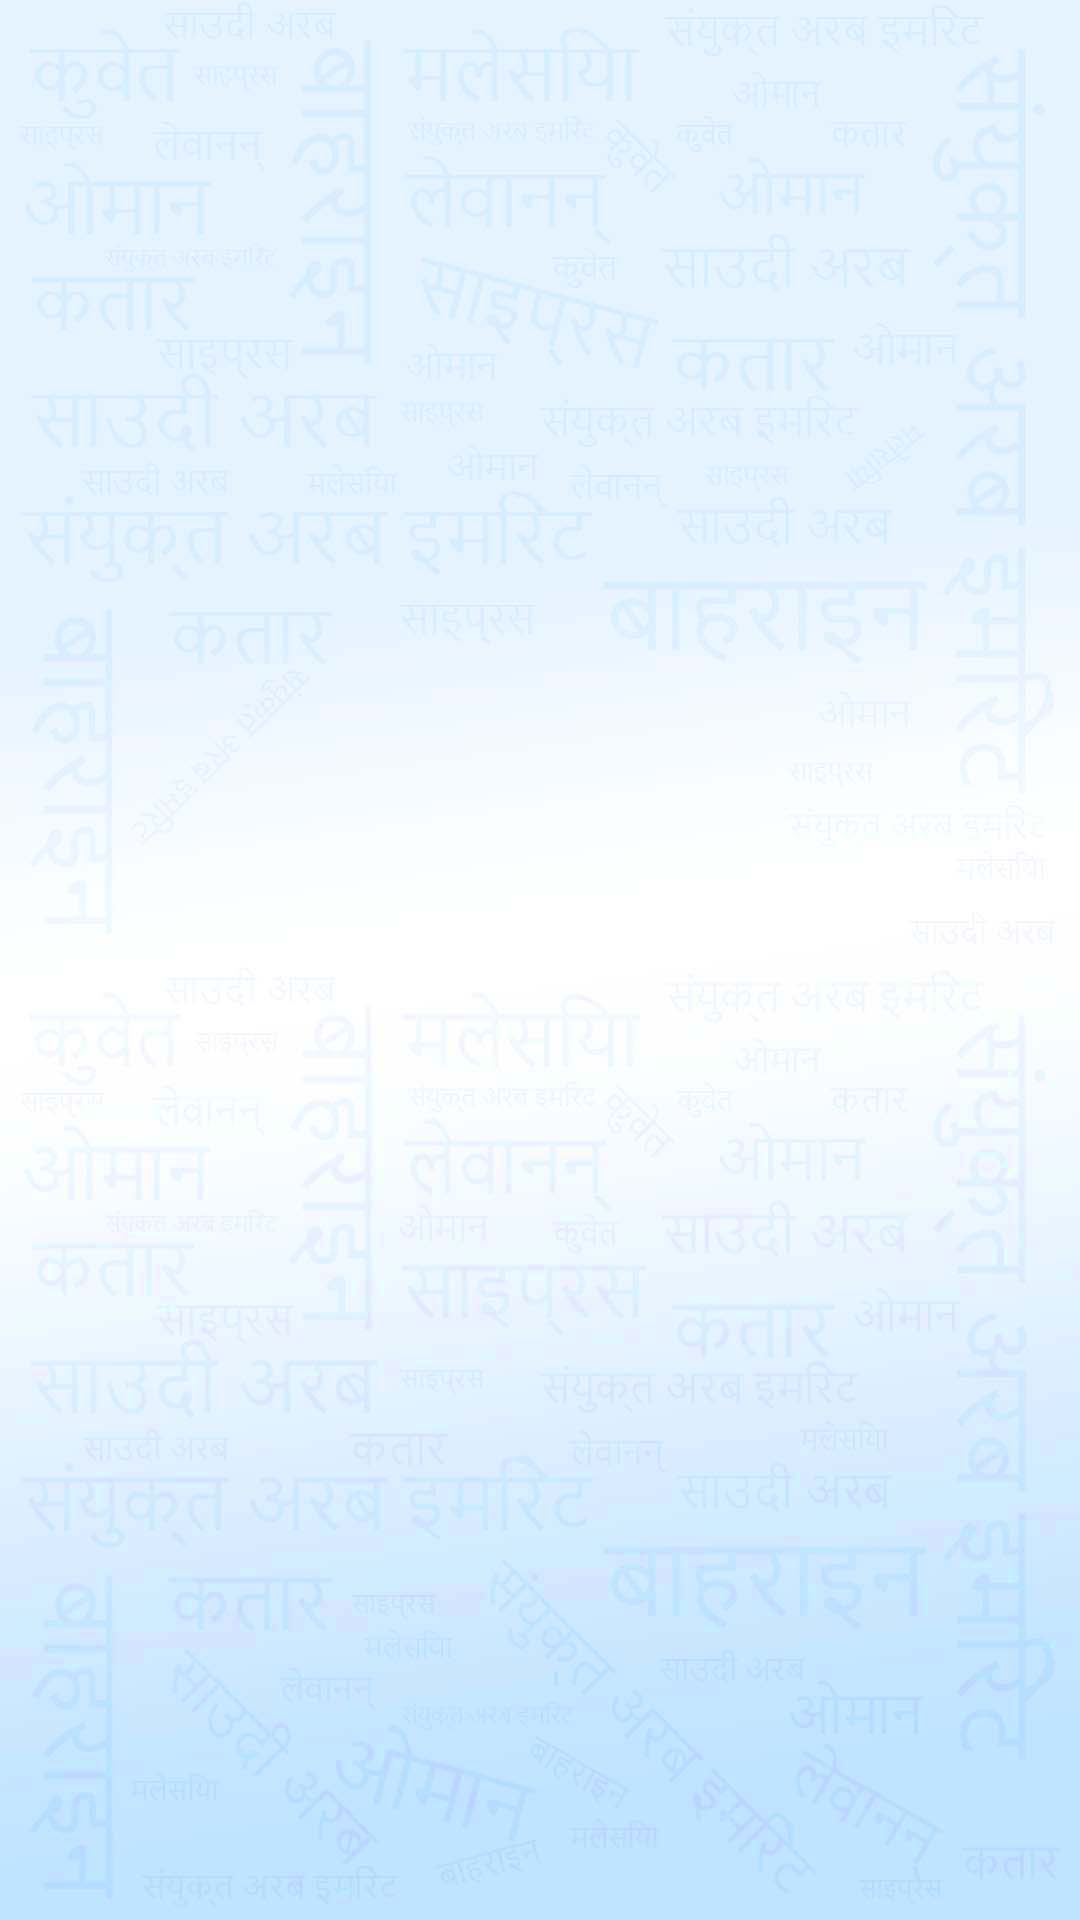 साउदी अरब
संयुक्त अरब इमरिट
कुवेत
साइप्रस
बाहराइन
मलेसिया
ओमान
संयुक्त अरब इमरिट
साइप्रस
लेवानन्
संयुक्त अरब इमरिट
कुवेत
कुवेत
कतार
ओमान
लेवानन्
ओमान
संयुक्त अरब इमरिट
कुवेत
साउदी अरब
कतार
साइप्रस
साइप्रस
ओमान
कतार
ओमान
साउदी अरब
साइप्रस
संयुक्त अरब इमरिट
साउदी अरब
मलेसिया
ओमान
लेवानन्
साइप्रस
मलेसिया
संयुक्त अरब इमरिट
साउदी अरब
बाहराइन
बाहराइन
कतार
साइप्रस
संयुक्त अरब इमरिट
ओमान
साइप्रस
संयुक्त अरब इमरिट
मलेसिया
साउदी अरब
साउदी अरब
संयुक्त अरब इमरिट
कुवेत
साइप्रस
बाहराइन
मलेसिया
ओमान
संयुक्त अरब इमरिट
साइप्रस
लेवानन्
संयुक्त अरब इमरिट
कुवेत
कुवेत
कतार
ओमान
लेवानन्
ओमान
संयुक्त अरब इमरिट
ओमान
कुवेत
साउदी अरब
कतार
साइप्रस
साइप्रस
कतार
ओमान
साउदी अरब
साइप्रस
संयुक्त अरब इमरिट
साउदी अरब
कतार
लेवानन्
मलेसिया
संयुक्त अरब इमरिट
साउदी अरब
बाहराइन
बाहराइन
कतार
साइप्रस
संयुक्त अरब इमरिट
मलेसिया
साउदी अरब
लेवानन्
साउदी अरब
संयुक्त अरब इमरिट
ओमान
ओमान
बाहराइन
लेवानन्
मलेसिया
मलेसिया
बाहराइन
कतार
संयुक्त अरब इमरिट
साइप्रस